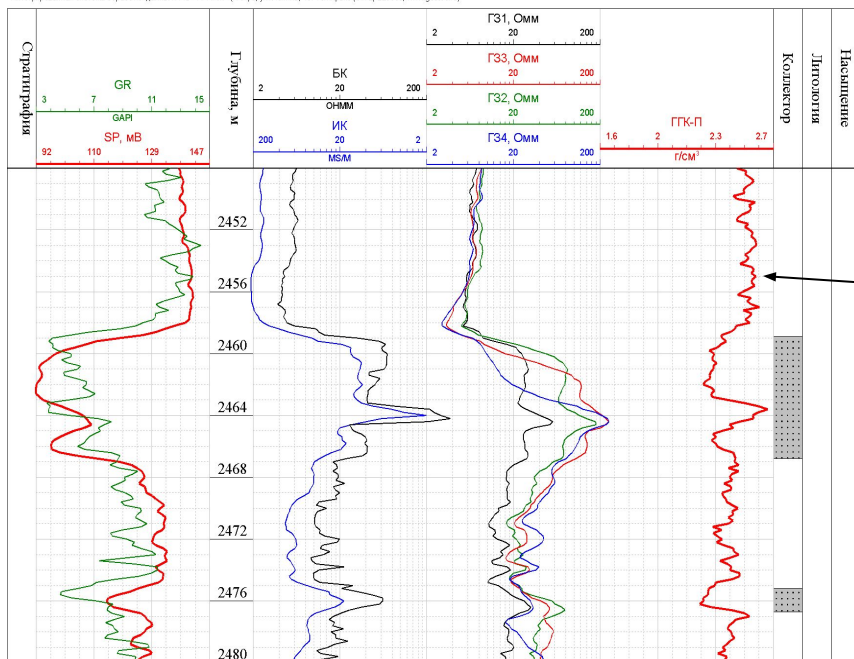 Стратиграфия
GR
3 7 11 15
GAPI
SP, мВ
92 110 129 147
Глубина, м
БК
2 20 200
ОНММ
ИК
200 20 2
MS/M
ГЗ1, Омм
2 20 200
ГЗ3, Омм
2 20 200
ГЗ2, Омм
2 20 200
ГЗ4, Омм
2 20 200
ГГК-П
1.6 2 2.3 2.7
г/см³
Коллектор
Литология
Насыщение
2452
2456
2460
2464
2468
2472
2476
2480